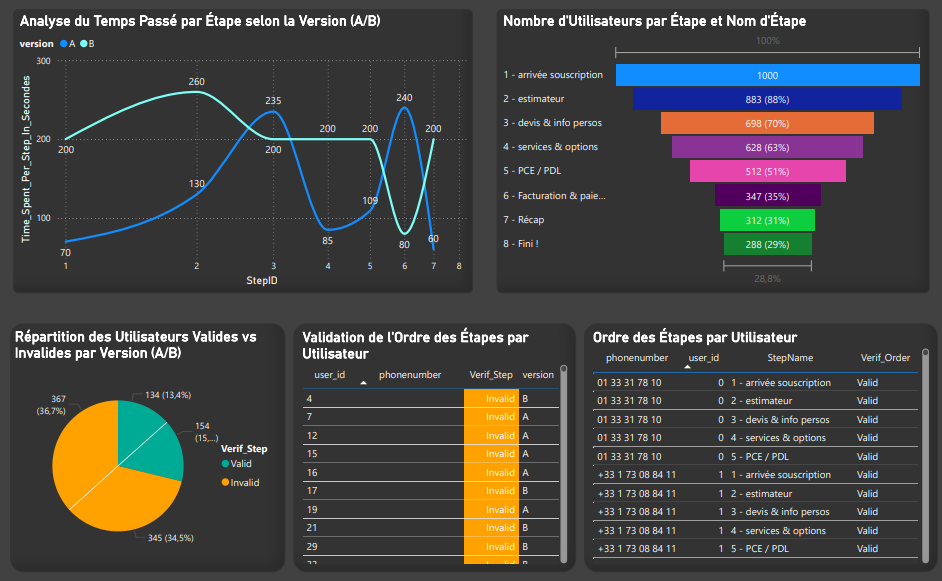 Analyse du Temps Passé par Étape selon la Version (A/B)
version A B
Time_Spent_Per_Step_In_Secondes
300
200
100
200
260
235
200
200
200
240
200
130
70
85
109
80
60
1 2 3 4 5 6 7 8
StepID
Nombre d'Utilisateurs par Étape et Nom d'Étape
100%
1 - arrivée souscription 1000
2 - estimateur 883 (88%)
3 - devis & info persos 698 (70%)
4 - services & options 628 (63%)
5 - PCE / PDL 512 (51%)
6 - Facturation & paie... 347 (35%)
7 - Récap 312 (31%)
8 - Fini ! 288 (29%)
28,8%
Répartition des Utilisateurs Valides vs
Invalides par Version (A/B)
134 (13,4%)
154
(15,...)
345 (34,5%)
367
(36,7%)
Verif_Step
Valid
Invalid
Validation de l'Ordre des Étapes par
Utilisateur
user_id phonenumber Verif_Step version
4 Invalid B
7 Invalid A
12 Invalid A
15 Invalid A
16 Invalid A
17 Invalid B
19 Invalid A
21 Invalid B
29 Invalid B
Ordre des Étapes par Utilisateur
phonenumber user_id StepName Verif_Order
01 33 31 78 10 0 1 - arrivée souscription Valid
01 33 31 78 10 0 2 - estimateur Valid
01 33 31 78 10 0 3 - devis & info persos Valid
01 33 31 78 10 0 4 - services & options Valid
01 33 31 78 10 0 5 - PCE / PDL Valid
+33 1 73 08 84 11 1 1 - arrivée souscription Valid
+33 1 73 08 84 11 1 2 - estimateur Valid
+33 1 73 08 84 11 1 3 - devis & info persos Valid
+33 1 73 08 84 11 1 4 - services & options Valid
+33 1 73 08 84 11 1 5 - PCE / PDL Valid